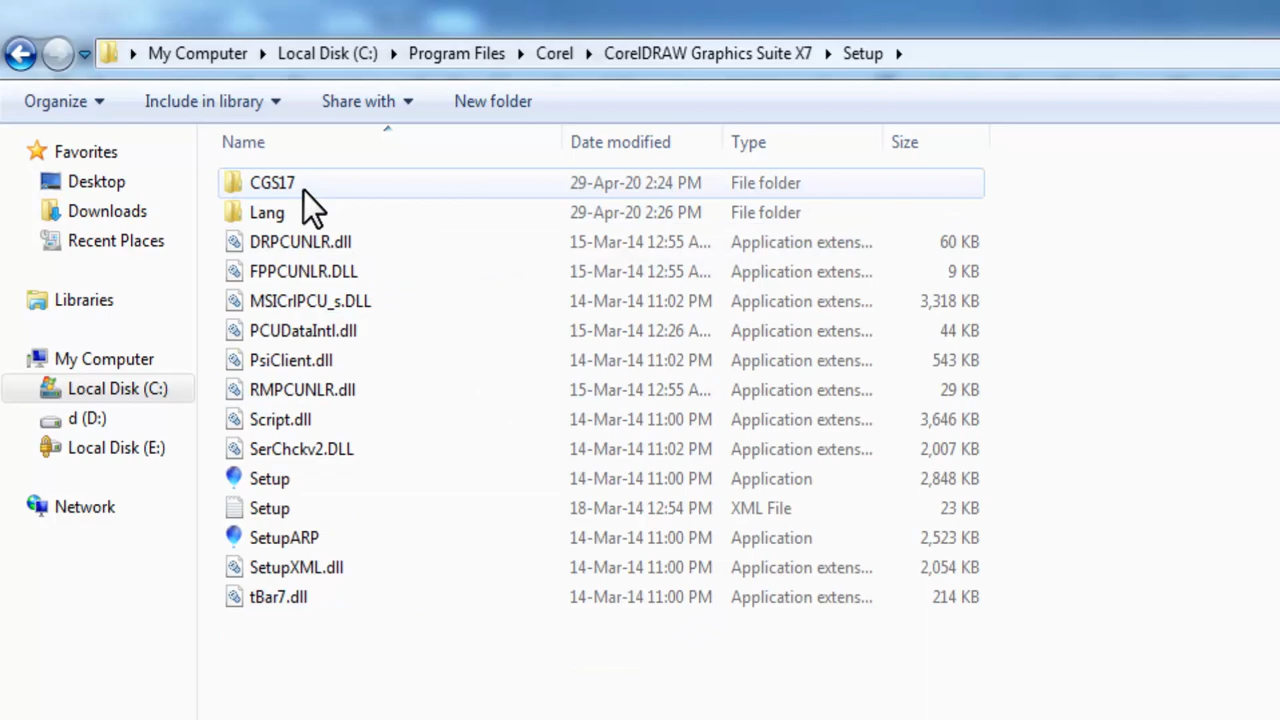 My Computer Local Disk (C:) Program Files Corel CorelDRAW Graphics Suite X7 Setup
Organize Include in library Share with New folder
Favorites
Desktop
Downloads
Recent Places
Libraries
My Computer
Local Disk (C:)
d (D:)
Local Disk (E:)
Network
Name Date modified Type Size
CGS17 29-Apr-20 2:24 PM File folder
Lang 29-Apr-20 2:26 PM File folder
DRPCUNLR.dll 15-Mar-14 12:55 A... Application extens... 60 KB
FPPCUNLR.DLL 15-Mar-14 12:55 A... Application extens... 9 KB
MSICrlPCU_s.DLL 14-Mar-14 11:02 PM Application extens... 3,318 KB
PCUDataIntl.dll 15-Mar-14 12:26 A... Application extens... 44 KB
PsiClient.dll 14-Mar-14 11:02 PM Application extens... 543 KB
RMPCUNLR.dll 15-Mar-14 12:55 A... Application extens... 29 KB
Script.dll 14-Mar-14 11:00 PM Application extens... 3,646 KB
SerChckv2.DLL 14-Mar-14 11:02 PM Application extens... 2,007 KB
Setup 14-Mar-14 11:00 PM Application 2,848 KB
Setup 18-Mar-14 12:54 PM XML File 23 KB
SetupARP 14-Mar-14 11:00 PM Application 2,523 KB
SetupXML.dll 14-Mar-14 11:00 PM Application extens... 2,054 KB
tBar7.dll 14-Mar-14 11:00 PM Application extens... 214 KB